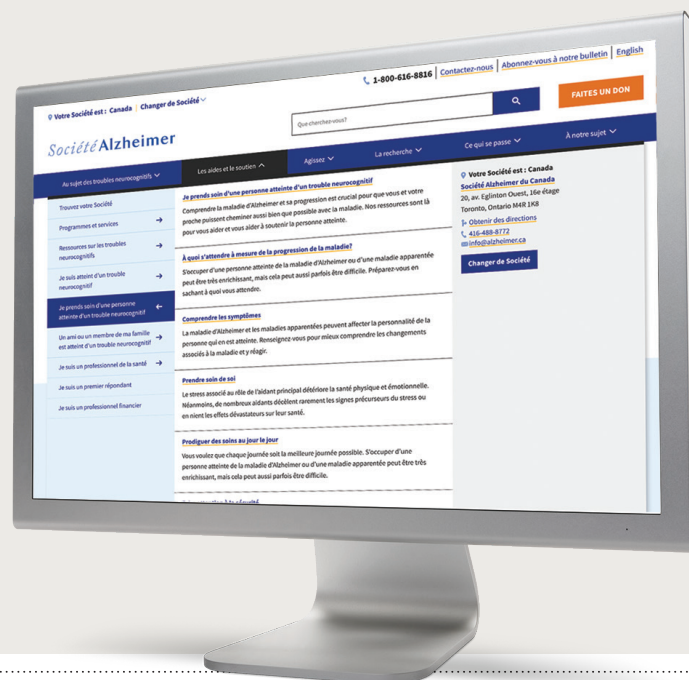 1-800-616-8816 | Contactez-nous | Abonnez-vous à notre bulletin | English
Votre Société est : Canada | Changer de Société
Que cherchez-vous?
FAITES UN DON
Société Alzheimer
Au sujet des troubles neurocognitifs
Les aides et le soutien
Agissez
La recherche
Ce qui se passe
À notre sujet
Trouvez votre Société
Programmes et services
Ressources sur les troubles
neurocognitifs
Je suis atteint d'un trouble
neurocognitif
Je prends soin d'une personne
atteinte d'un trouble neurocognitif
Un ami ou un membre de ma famille
est atteint d'un trouble neurocognitif
Je suis un professionnel de la santé
Je suis un premier répondant
Je suis un professionnel financier
Je prends soin d'une personne atteinte d'un trouble neurocognitif
Comprendre la maladie d'Alzheimer et sa progression est crucial pour que vous et votre
proche puissent cheminer aussi bien que possible avec la maladie. Nos ressources sont là
pour vous aider et vous aider à soutenir la personne atteinte.
À quoi s'attendre à mesure de la progression de la maladie?
S'occuper d'une personne atteinte de la maladie d'Alzheimer ou d'une maladie apparentée
peut être très enrichissant, mais cela peut aussi parfois être difficile. Préparez-vous en
sachant à quoi vous attendre.
Comprendre les symptômes
La maladie d'Alzheimer et les maladies apparentées peuvent affecter la personnalité de la
personne qui en est atteinte. Renseignez-vous pour mieux comprendre les changements
associés à la maladie et y réagir.
Prendre soin de soi
Le stress associé au rôle de l'aidant principal détériore la santé physique et émotionnelle.
Néanmoins, de nombreux aidants décèlent rarement les signes précurseurs du stress ou
en nient les effets dévastateurs sur leur santé.
Prodiguer des soins au jour le jour
Vous voulez que chaque journée soit la meilleure journée possible. S'occuper d'une
personne atteinte de la maladie d'Alzheimer ou d'une maladie apparentée peut être très
enrichissant, mais cela peut aussi parfois être difficile.
Votre Société est : Canada
Société Alzheimer du Canada
20, av. Eglinton Ouest, 16e étage
Toronto, Ontario M4R 1K8
Obtenir des directions
416-488-8772
info@alzheimer.ca
Changer de Société